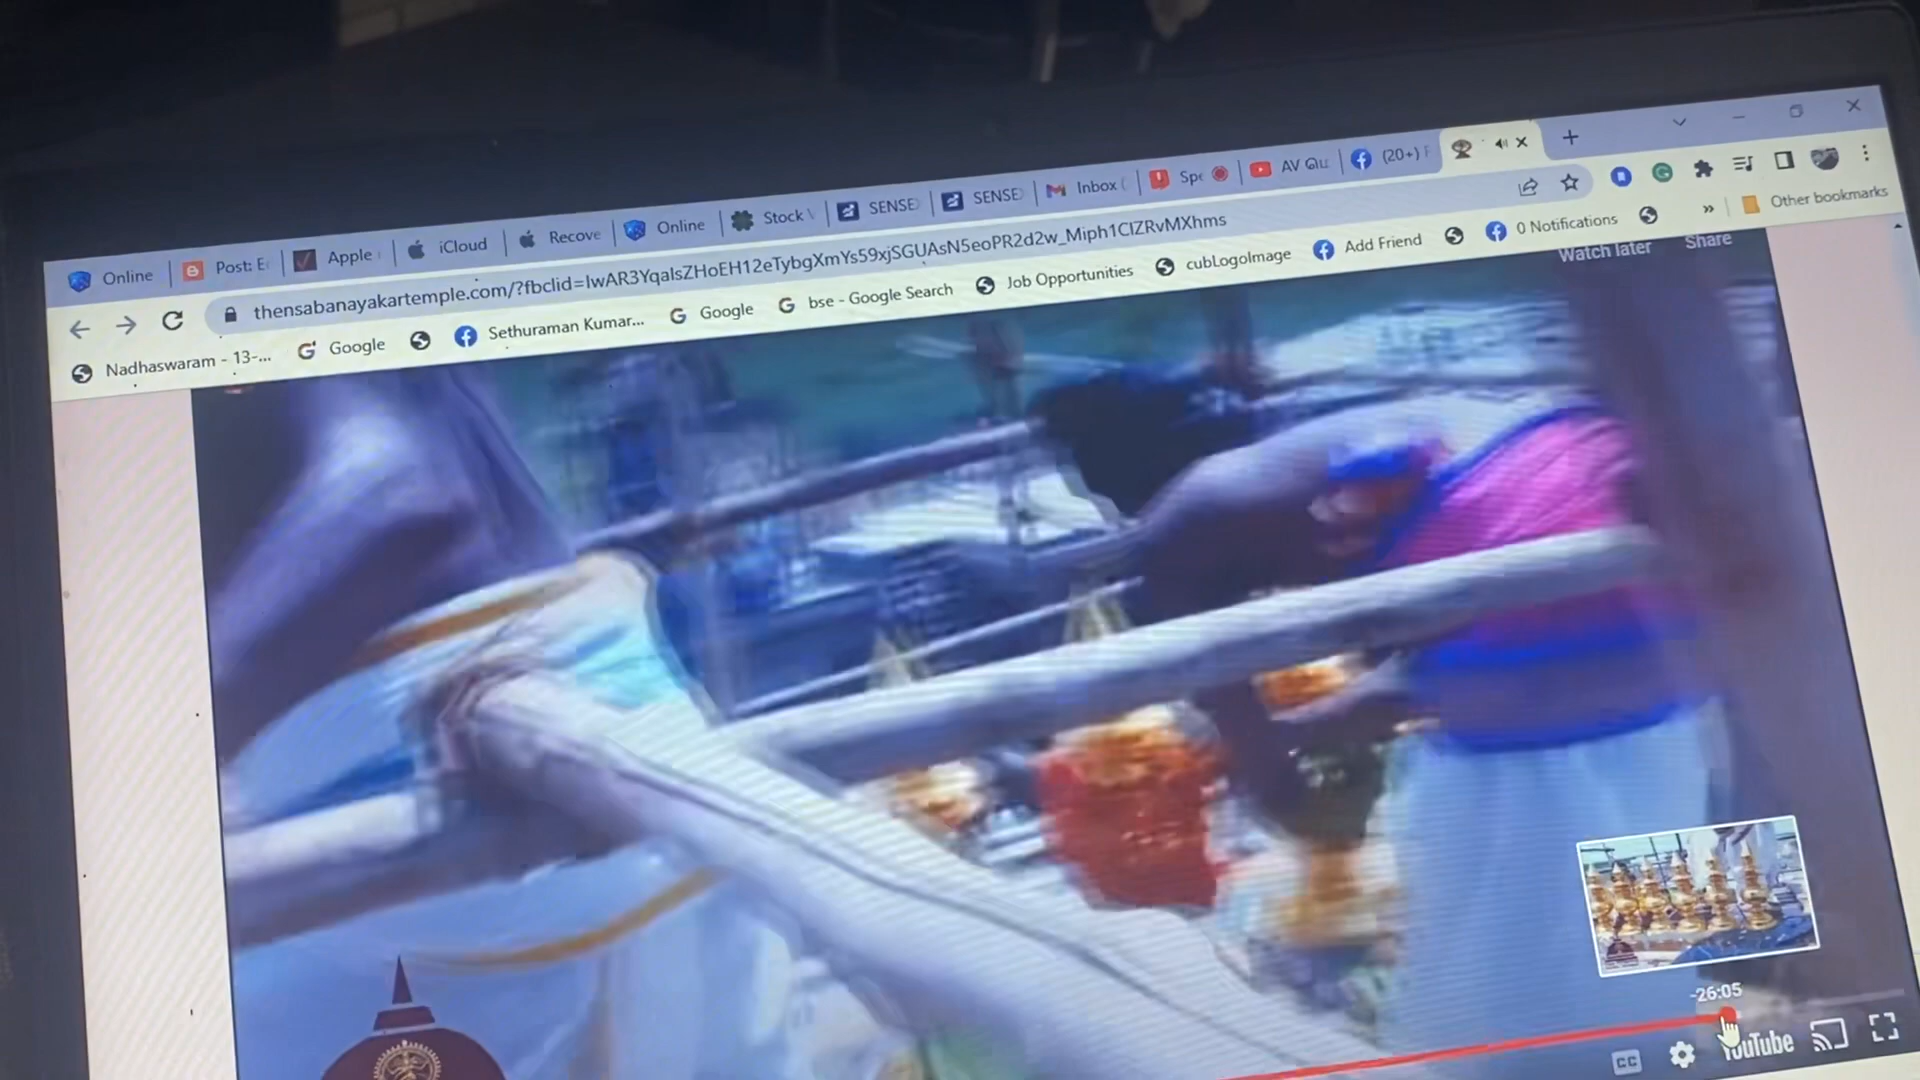 Online
Post: E
Apple
iCloud
Recove
Online
Stock
SENSE
SENSE
Inbox
Spe
AV Qu
(20+) F
thensabanayakartemple.com/?fbclid=IwAR3YqalsZHoEH12eTybgXmYs59xjSGUAsN5eoPR2d2w_Miph1CIZRvMXhms
Nadhaswaram - 13-...
Google
Sethuraman Kumar...
Google
bse - Google Search
Job Opportunities
cubLogoImage
Add Friend
0 Notifications
»
Other bookmarks
Watch later
Share
-26:05
CC
YouTube